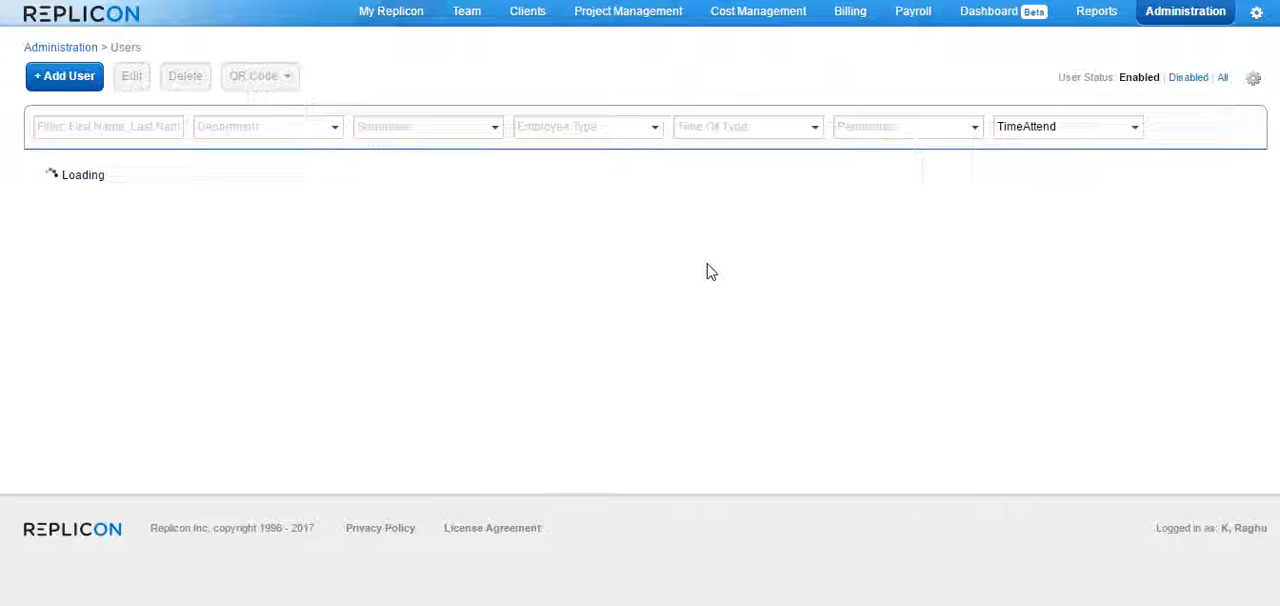 REPLICON
My Replicon Team Clients Project Management Cost Management Billing Payroll Dashboard Beta Reports Administration
Administration > Users
+ Add User Edit Delete QR Code User Status: Enabled | Disabled | All
Filter: First Name, Last Nam Department Employee Type Time Off Type TimeAttend
Loading
REPLICON Replicon Inc. copyright 1996 - 2017 Privacy Policy License Agreement Logged in as: K, Raghu